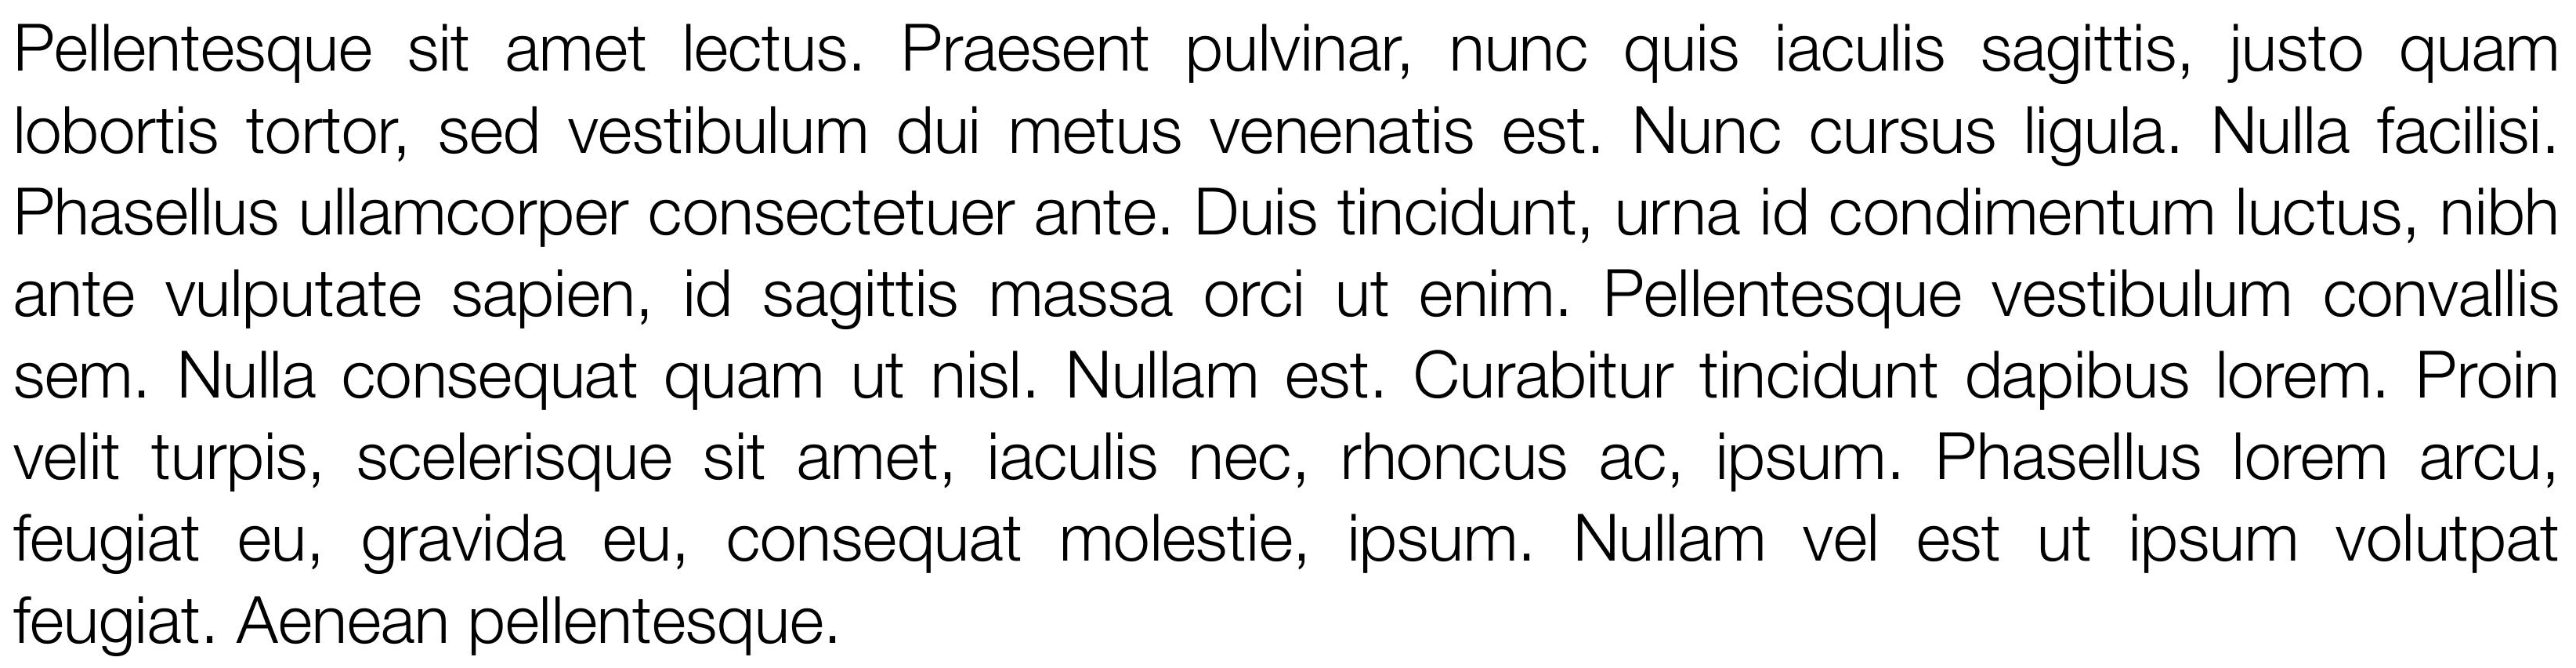 Pellentesque sit amet lectus. Praesent pulvinar, nunc quis iaculis sagittis, justo quam
lobortis tortor, sed vestibulum dui metus venenatis est. Nunc cursus ligula. Nulla facilisi.
Phasellus ullamcorper consectetuer ante. Duis tincidunt, urna id condimentum luctus, nibh
ante vulputate sapien, id sagittis massa orci ut enim. Pellentesque vestibulum convallis
sem. Nulla consequat quam ut nisl. Nullam est. Curabitur tincidunt dapibus lorem. Proin
velit turpis, scelerisque sit amet, iaculis nec, rhoncus ac, ipsum. Phasellus lorem arcu,
feugiat eu, gravida eu, consequat molestie, ipsum. Nullam vel est ut ipsum volutpat
feugiat. Aenean pellentesque.